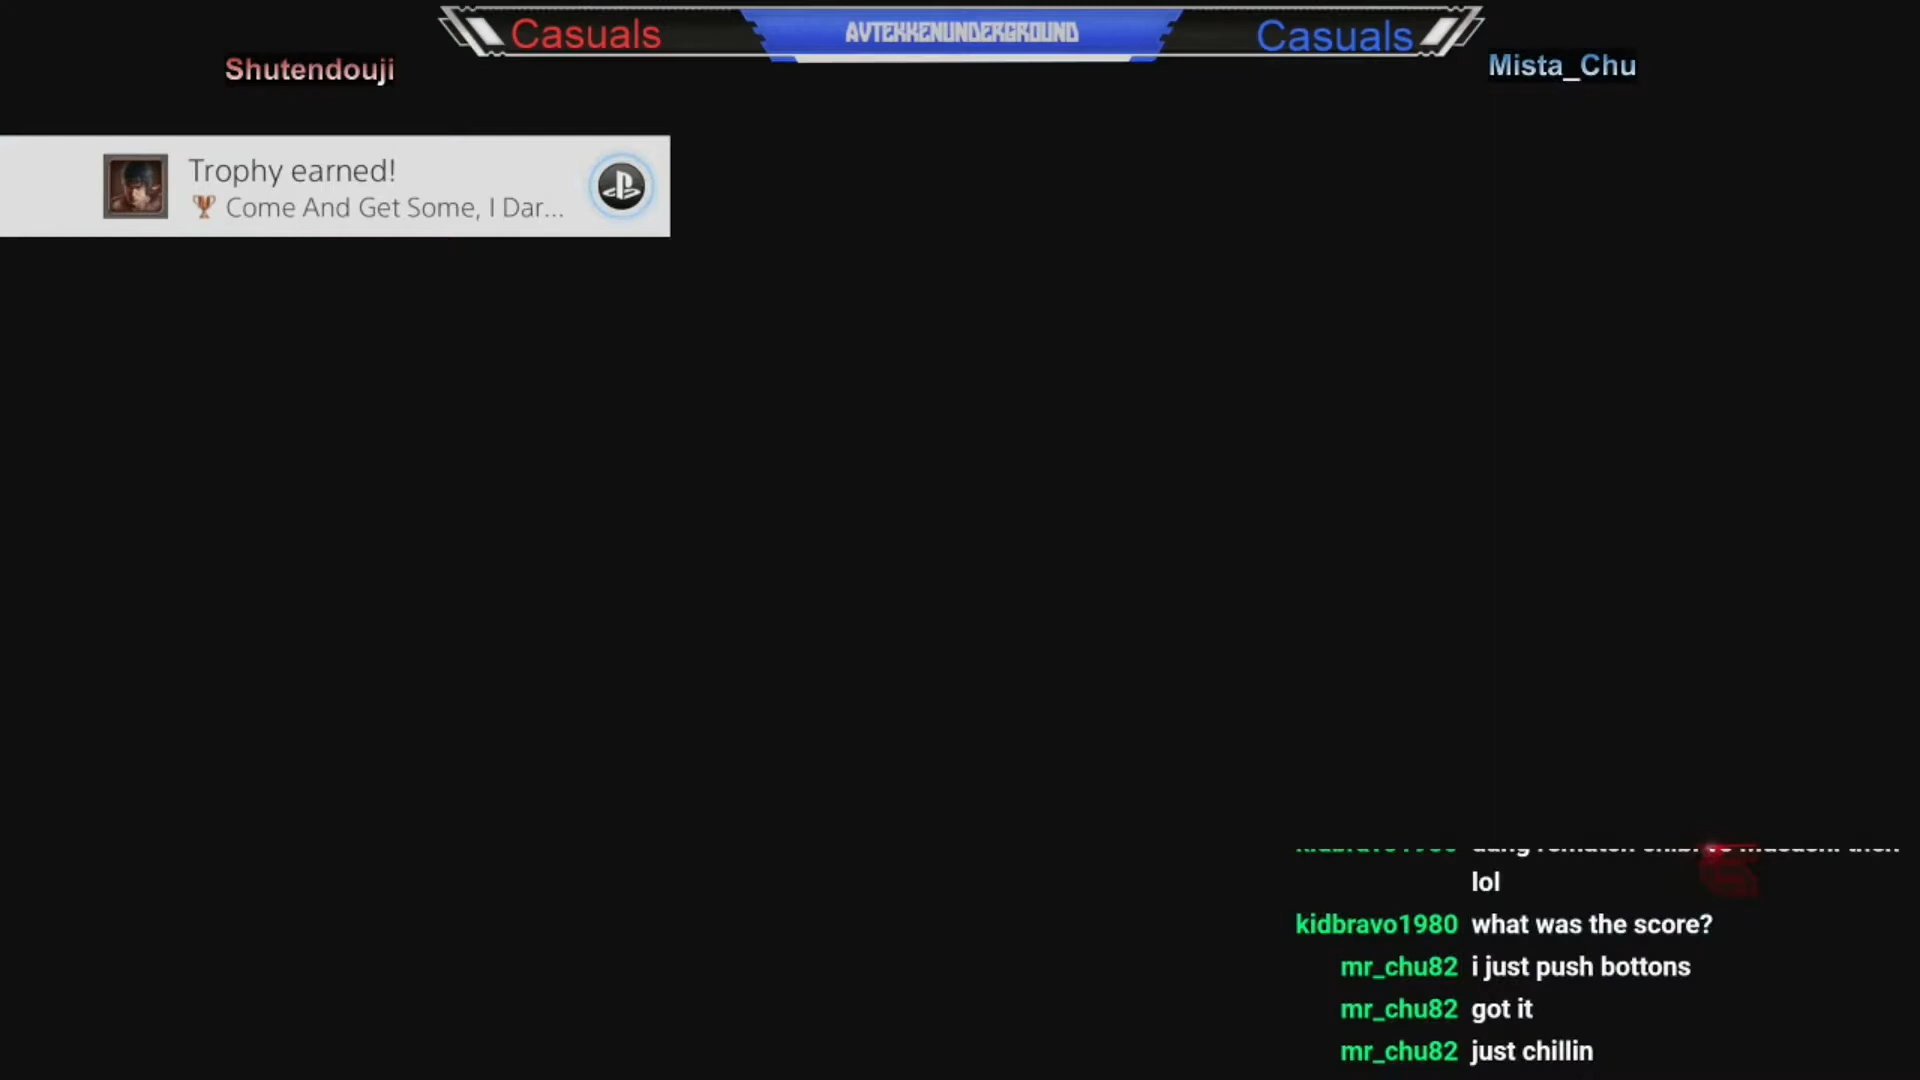 Casuals AVTEKKENUNDERGROUND Casuals
Shutendouji Mista_Chu
Trophy earned!
Come And Get Some, I Dar...
lol
kidbravo1980 what was the score?
mr_chu82 i just push bottons
mr_chu82 got it
mr_chu82 just chillin